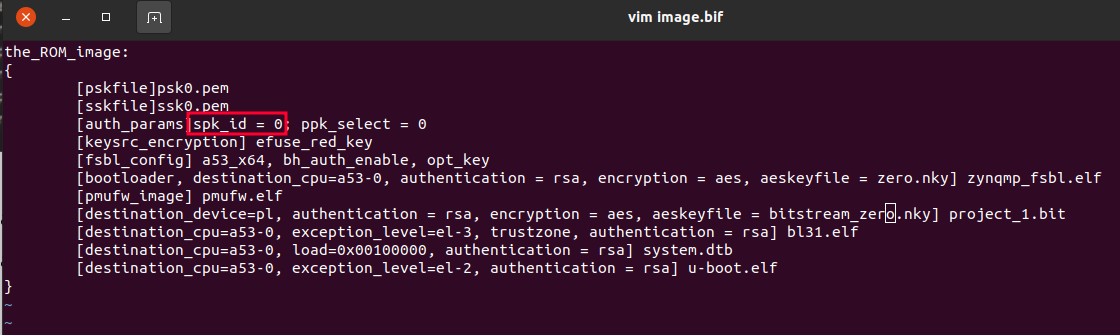 vim image.bif
the_ROM_image:
{
[pskfile]psk0.pem
[sskfile]ssk0.pem
[auth_params]spk_id = 0; ppk_select = 0
[keysrc_encryption] efuse_red_key
[fsbl_config] a53_x64, bh_auth_enable, opt_key
[bootloader, destination_cpu=a53-0, authentication = rsa, encryption = aes, aeskeyfile = zero.nky] zynqmp_fsbl.elf
[pmufw_image] pmufw.elf
[destination_device=pl, authentication = rsa, encryption = aes, aeskeyfile = bitstream_zero.nky] project_1.bit
[destination_cpu=a53-0, exception_level=el-3, trustzone, authentication = rsa] bl31.elf
[destination_cpu=a53-0, load=0x00100000, authentication = rsa] system.dtb
[destination_cpu=a53-0, exception_level=el-2, authentication = rsa] u-boot.elf
}
~
~